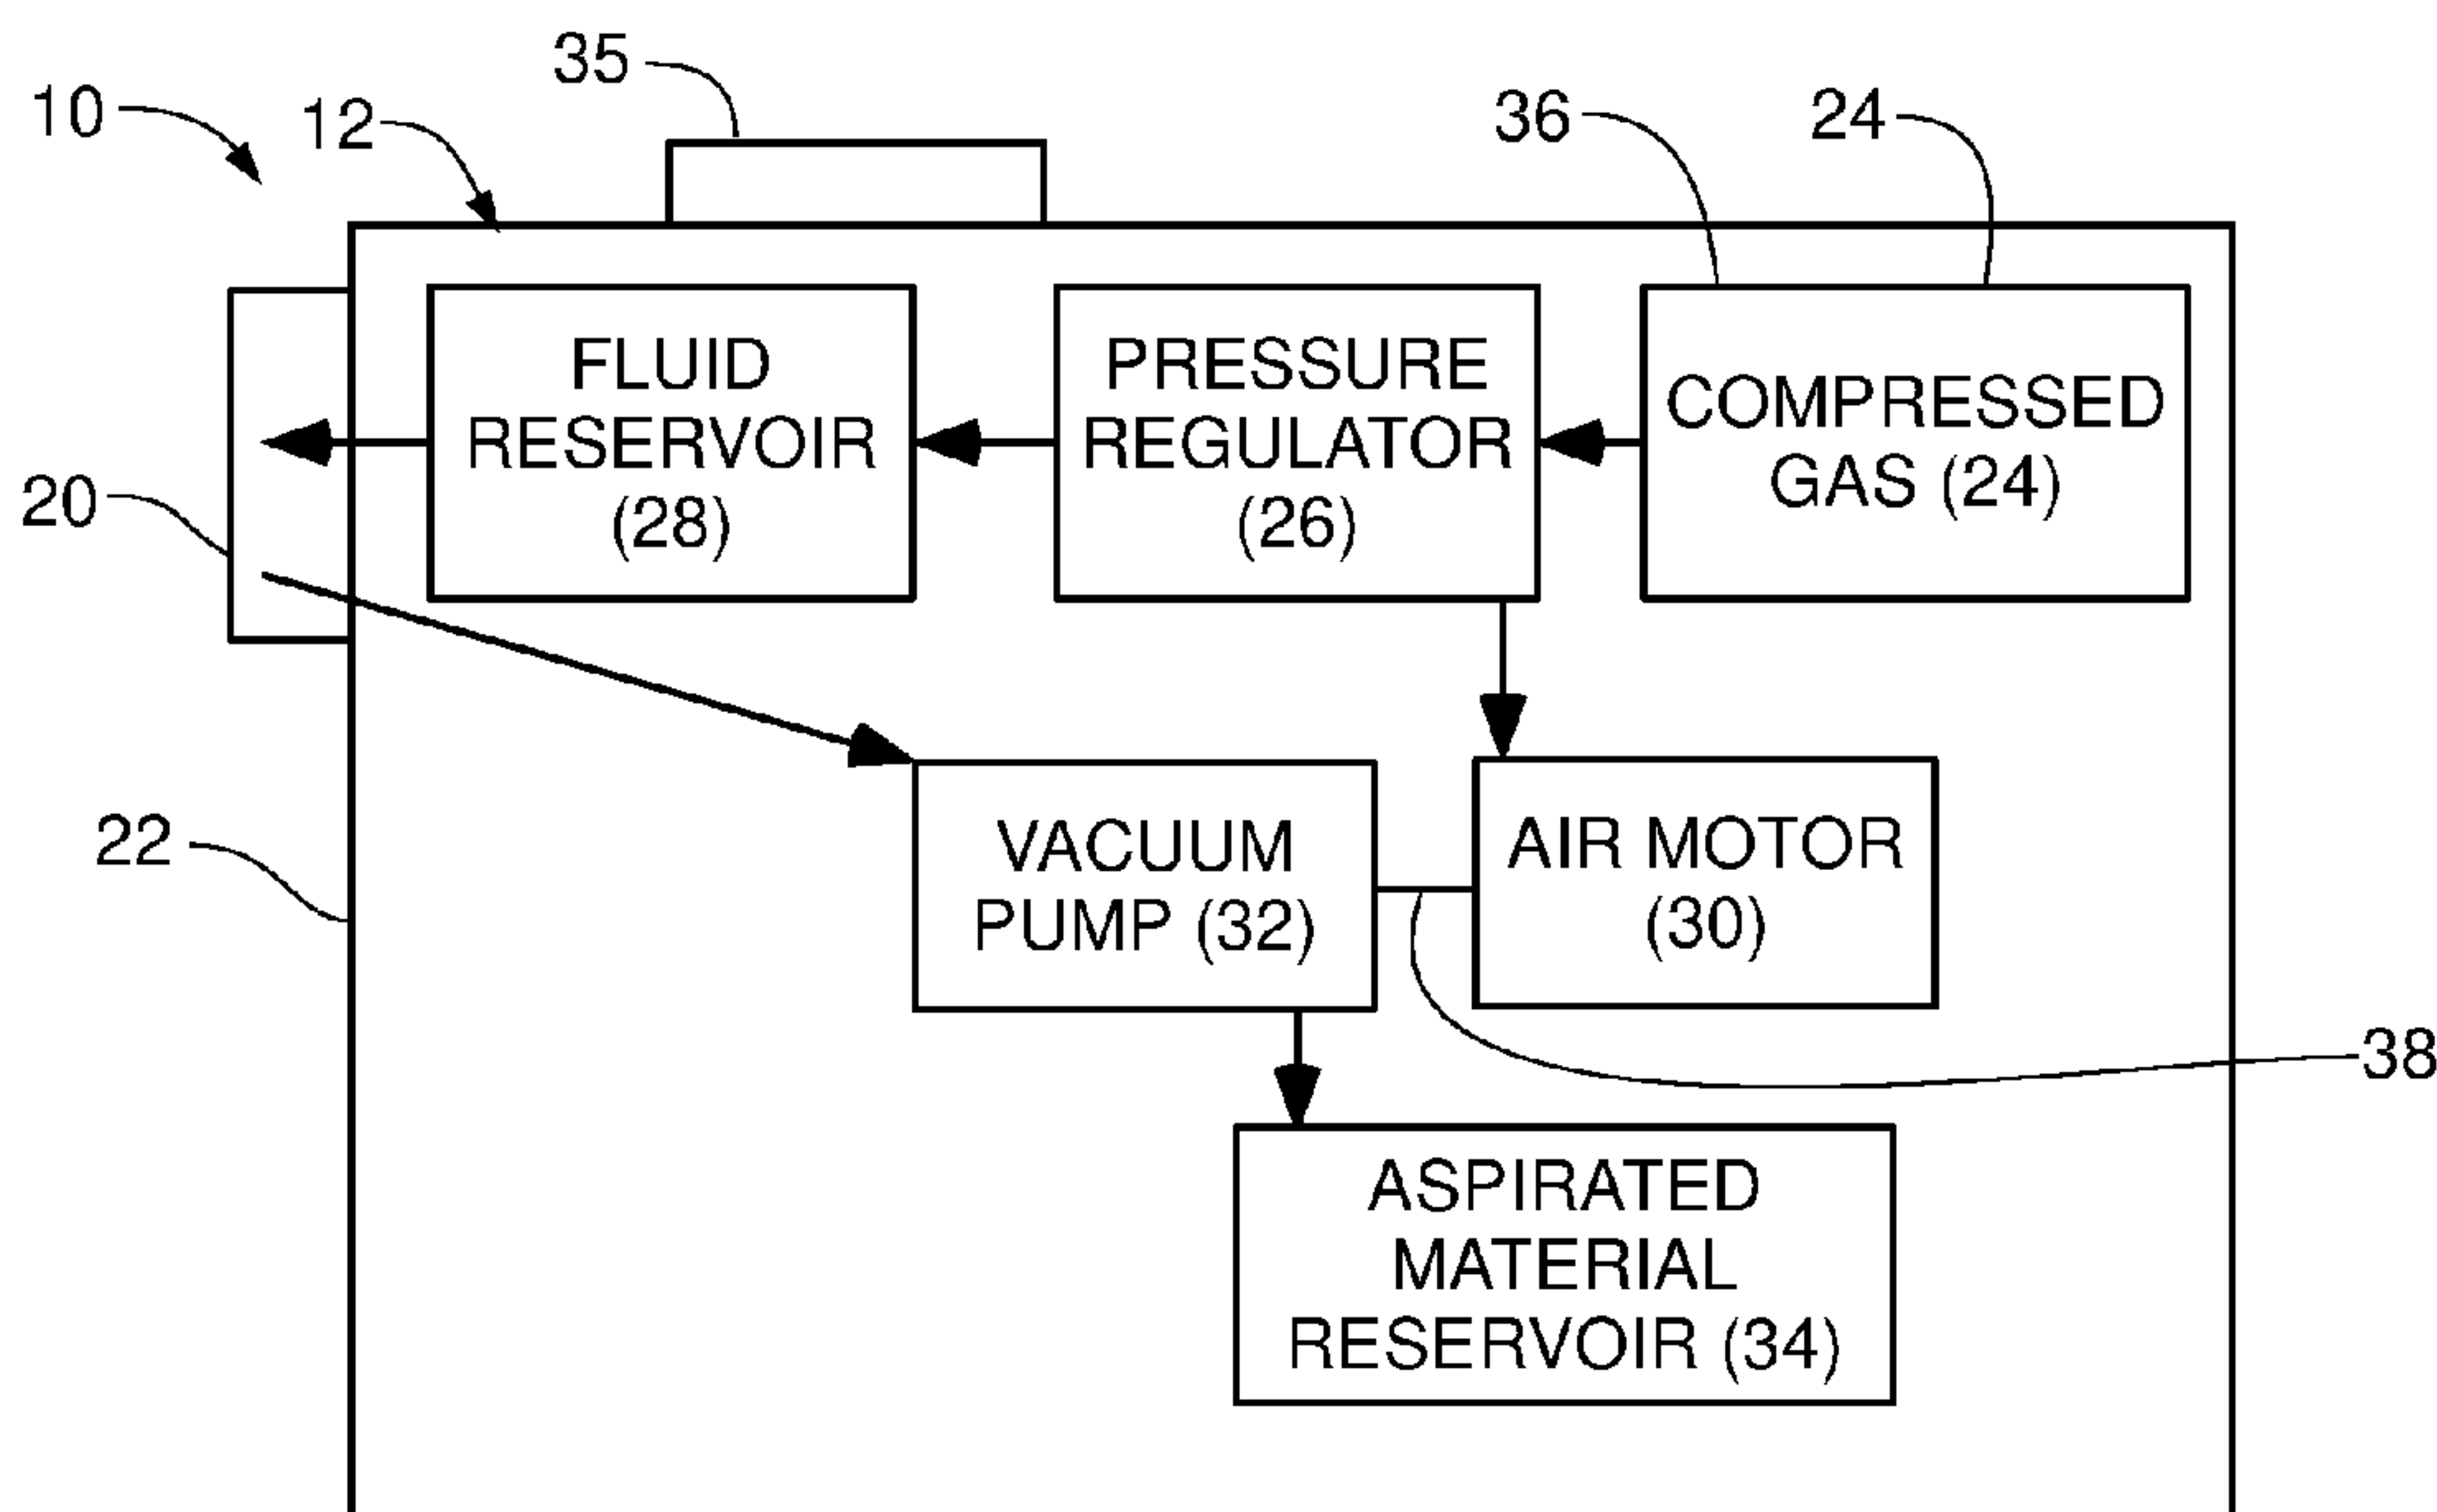 35
10
12
36
24
FLUID
RESERVOIR
(28)
PRESSURE
REGULATOR
(26)
COMPRESSED
GAS (24)
20
22
VACUUM
PUMP (32)
AIR MOTOR
(30)
38
ASPIRATED
MATERIAL
RESERVOIR (34)